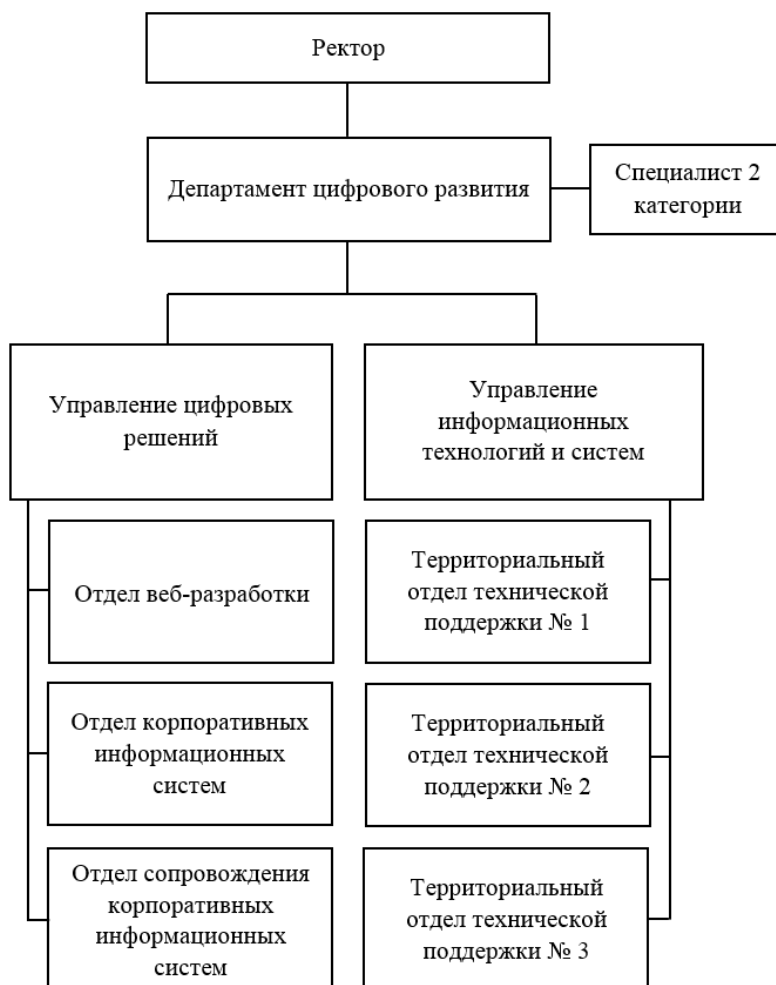 Ректор
Департамент цифрового развития
Специалист 2
категории
Управление цифровых
решений
Управление
информационных
технологий и систем
Отдел веб-разработки
Территориальный
отдел технической
поддержки № 1
Отдел корпоративных
информационных
систем
Территориальный
отдел технической
поддержки № 2
Отдел сопровождения
корпоративных
информационных
систем
Территориальный
отдел технической
поддержки № 3